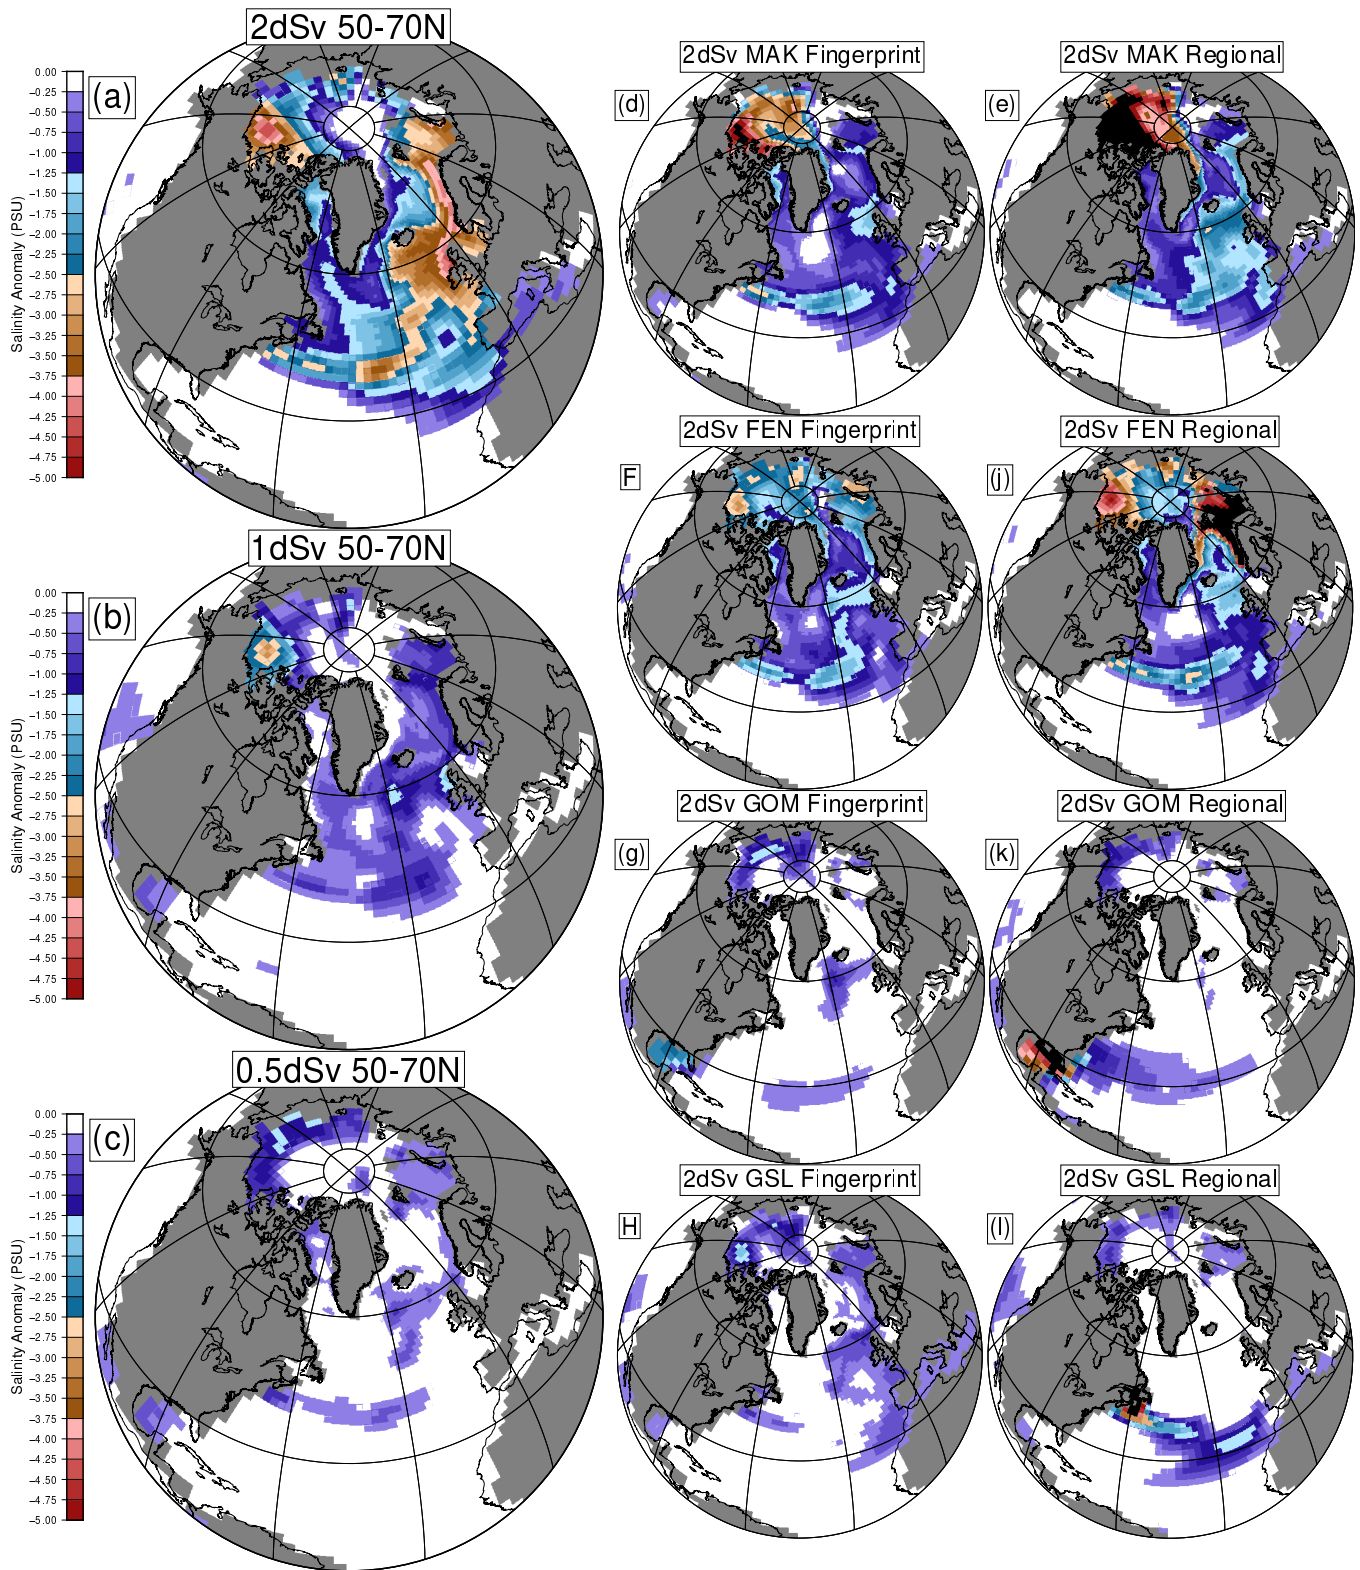 2dSv 50-70N
(a)
0.00
−0.25
−0.50
−0.75
−1.00
−1.25
−1.50
−1.75
−2.00
−2.25
−2.50
−2.75
−3.00
−3.25
−3.50
−3.75
−4.00
−4.25
−4.50
−4.75
−5.00
Salinity Anomaly (PSU)
1dSv 50-70N
(b)
0.00
−0.25
−0.50
−0.75
−1.00
−1.25
−1.50
−1.75
−2.00
−2.25
−2.50
−2.75
−3.00
−3.25
−3.50
−3.75
−4.00
−4.25
−4.50
−4.75
−5.00
Salinity Anomaly (PSU)
0.5dSv 50-70N
(c)
0.00
−0.25
−0.50
−0.75
−1.00
−1.25
−1.50
−1.75
−2.00
−2.25
−2.50
−2.75
−3.00
−3.25
−3.50
−3.75
−4.00
−4.25
−4.50
−4.75
−5.00
Salinity Anomaly (PSU)
2dSv MAK Fingerprint
(d)
2dSv MAK Regional
(e)
2dSv FEN Fingerprint
F
2dSv FEN Regional
(j)
2dSv GOM Fingerprint
(g)
2dSv GOM Regional
(k)
2dSv GSL Fingerprint
H
2dSv GSL Regional
(l)